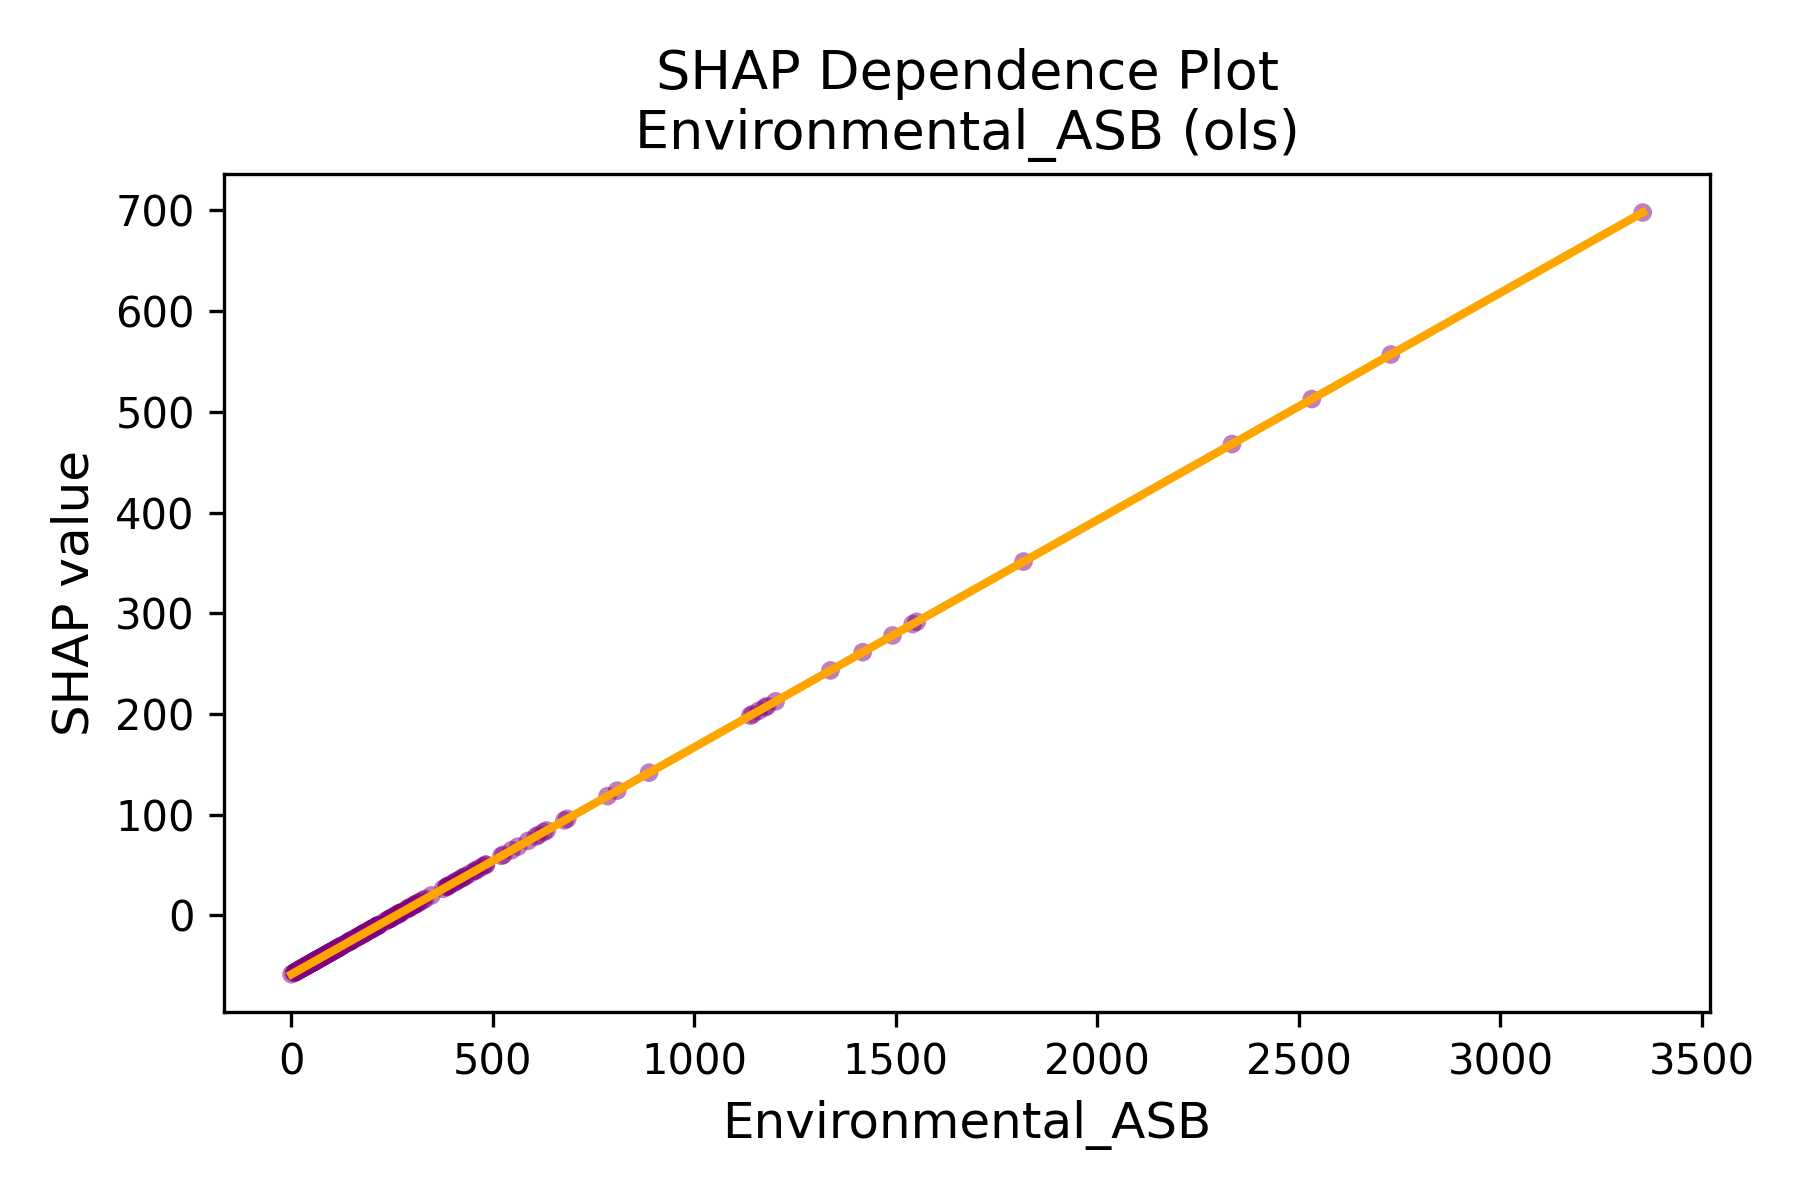 SHAP Dependence Plot
Environmental_ASB (ols)
SHAP value
700
600
500
400
300
200
100
0
0 500 1000 1500 2000 2500 3000 3500
Environmental_ASB